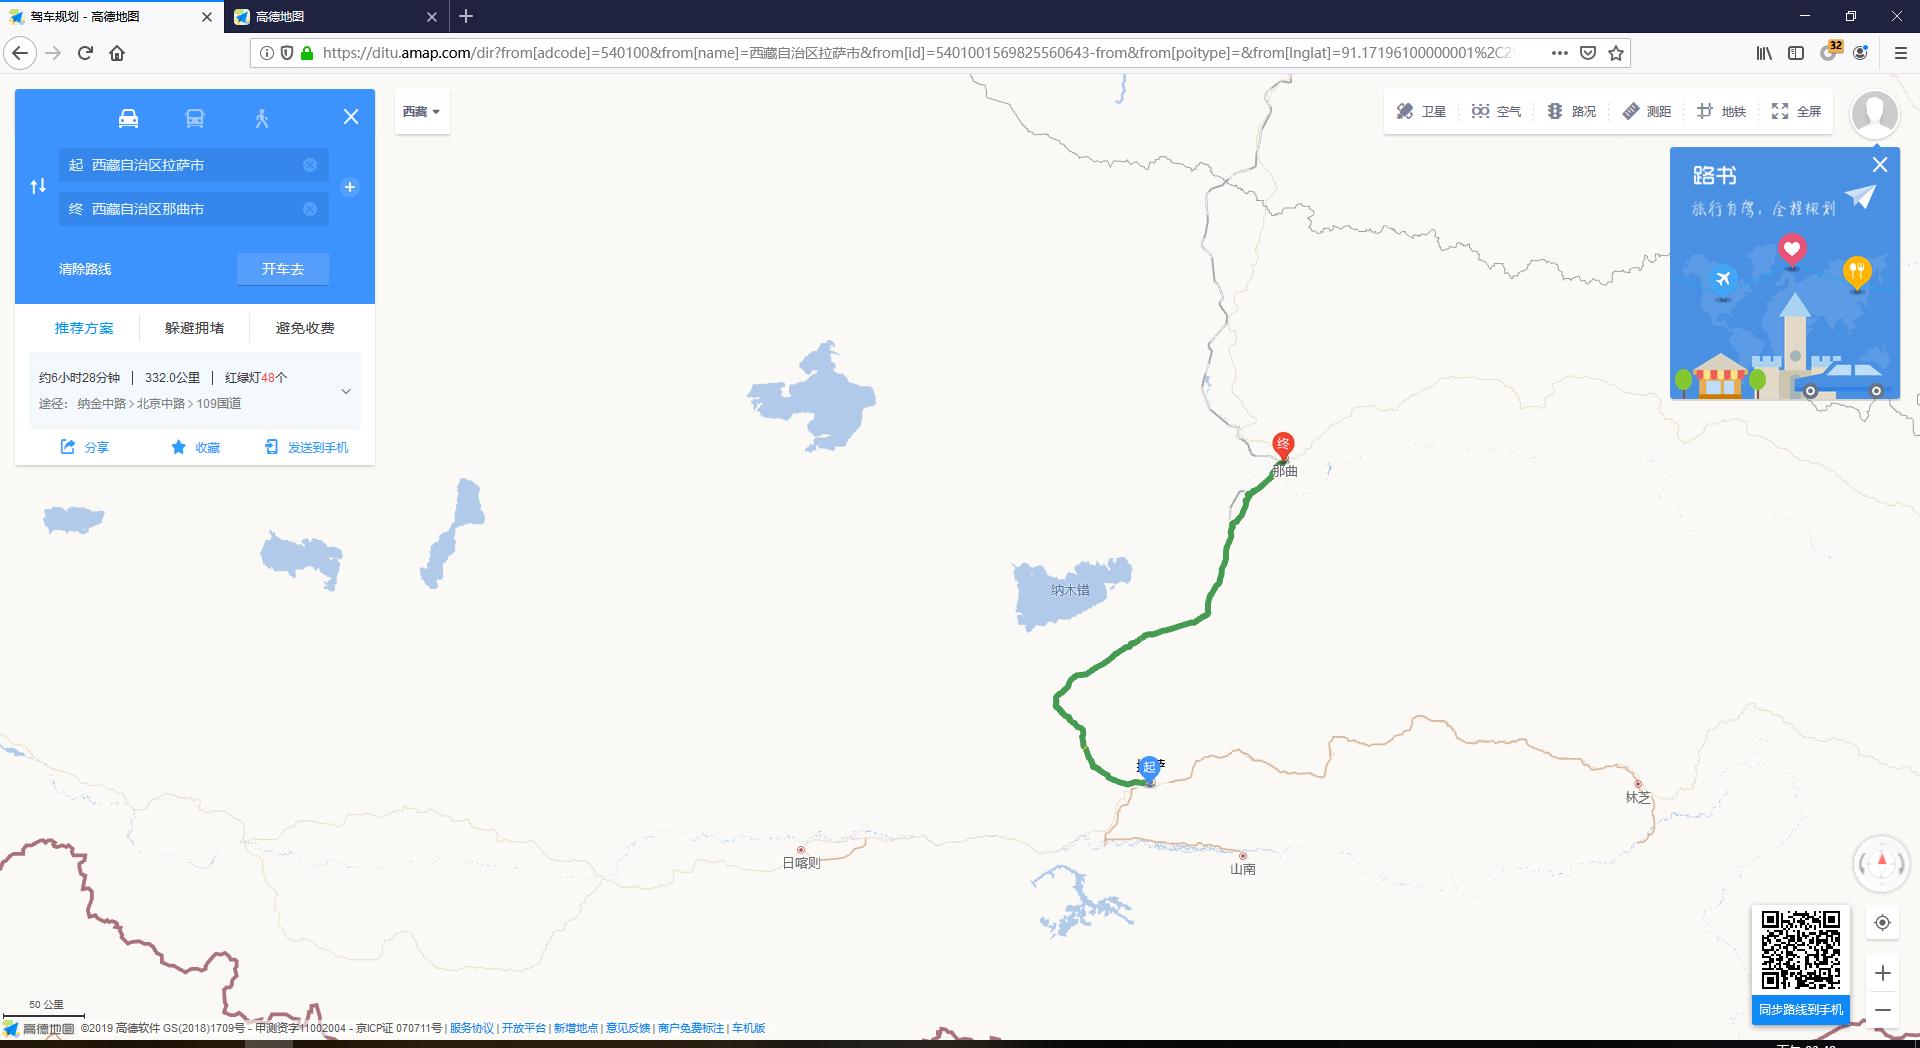 驾车规划 - 高德地图
高德地图
https://ditu.amap.com/dir?from[adcode]=540100&from[name]=西藏自治区拉萨市&from[id]=5401001569825560643-from&from[poitype]=&from[lnglat]=91.17196100000001%2C2
32
西藏
卫星
空气
路况
测距
地铁
全屏
起 西藏自治区拉萨市
终 西藏自治区那曲市
清除路线
开车去
推荐方案
躲避拥堵
避免收费
约6小时28分钟 | 332.0公里 | 红绿灯48个
途径: 纳金中路 > 北京中路 > 109国道
分享
收藏
发送到手机
路书
旅行自驾, 全程规划
终
那曲
纳木错
起
林芝
日喀则
山南
50 公里
同步路线到手机
高德地图 ©2019 高德软件 GS(2018)1709号 - 甲测资字11002004 - 京ICP证 070711号 | 服务协议 | 开放平台 | 新增地点 | 意见反馈 | 商户免费标注 | 车机版